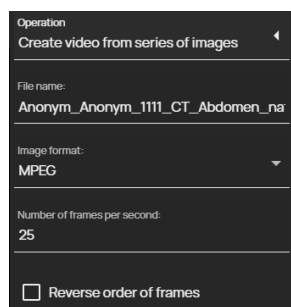 Operation
Create video from series of images
File name:
Anonym_Anonym_1111_CT_Abdomen_na
Image format:
MPEG
Number of frames per second:
25
Reverse order of frames